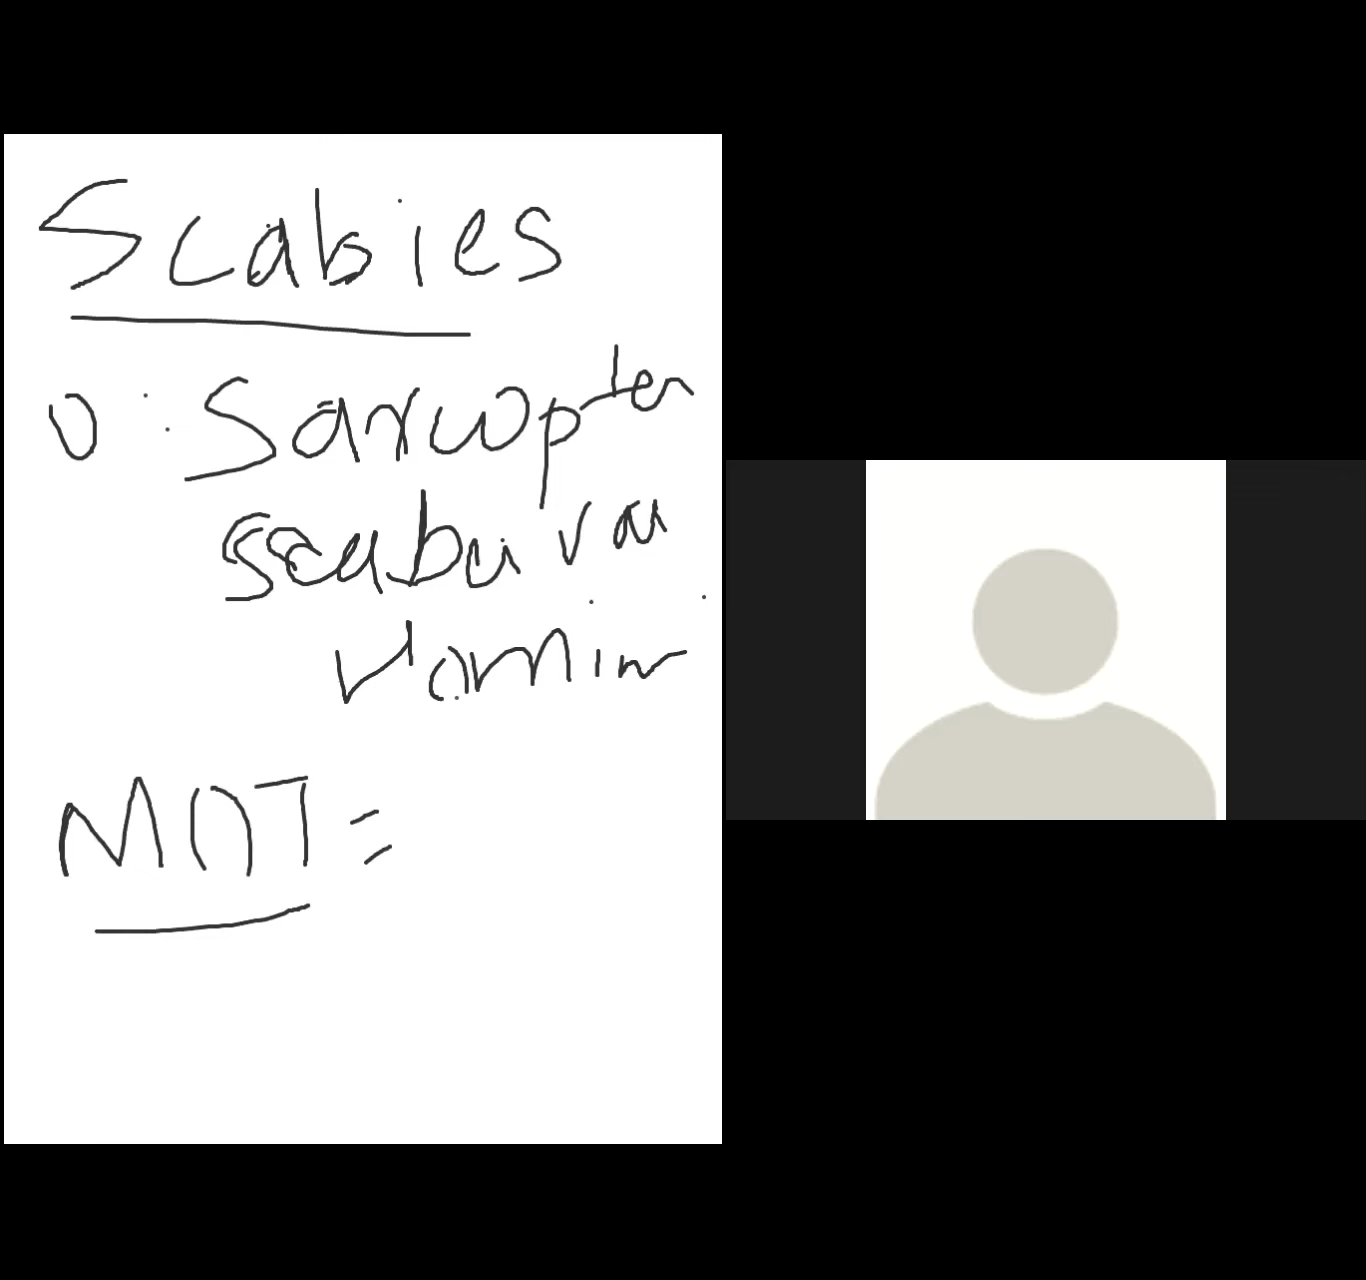 Scabies
O : Sarcoptes
scabiei var
Hominis
MOT =